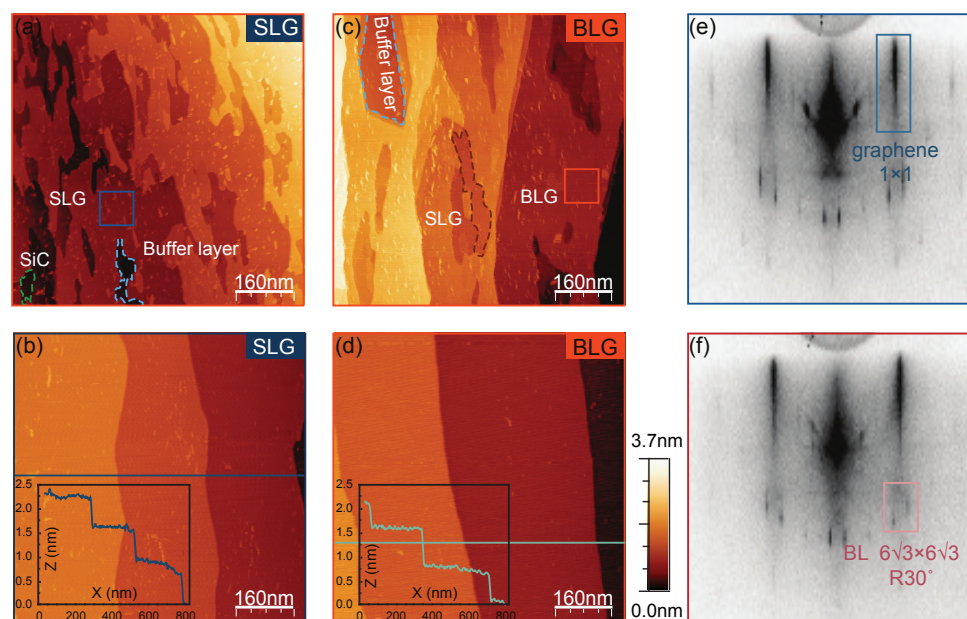 (a)
SLG
SLG
SiC
Buffer layer
160nm
(c)
BLG
Buffer layer
SLG
BLG
160nm
(e)
graphene
1×1
(b)
SLG
2.5
2.0
1.5
1.0
0.5
0.0
Z (nm)
X (nm)
0 200 400 600 800
160nm
(d)
BLG
2.5
2.0
1.5
1.0
0.5
0.0
Z (nm)
X (nm)
0 200 400 600 800
160nm
3.7nm
0.0nm
(f)
BL 6√3×6√3
R30°